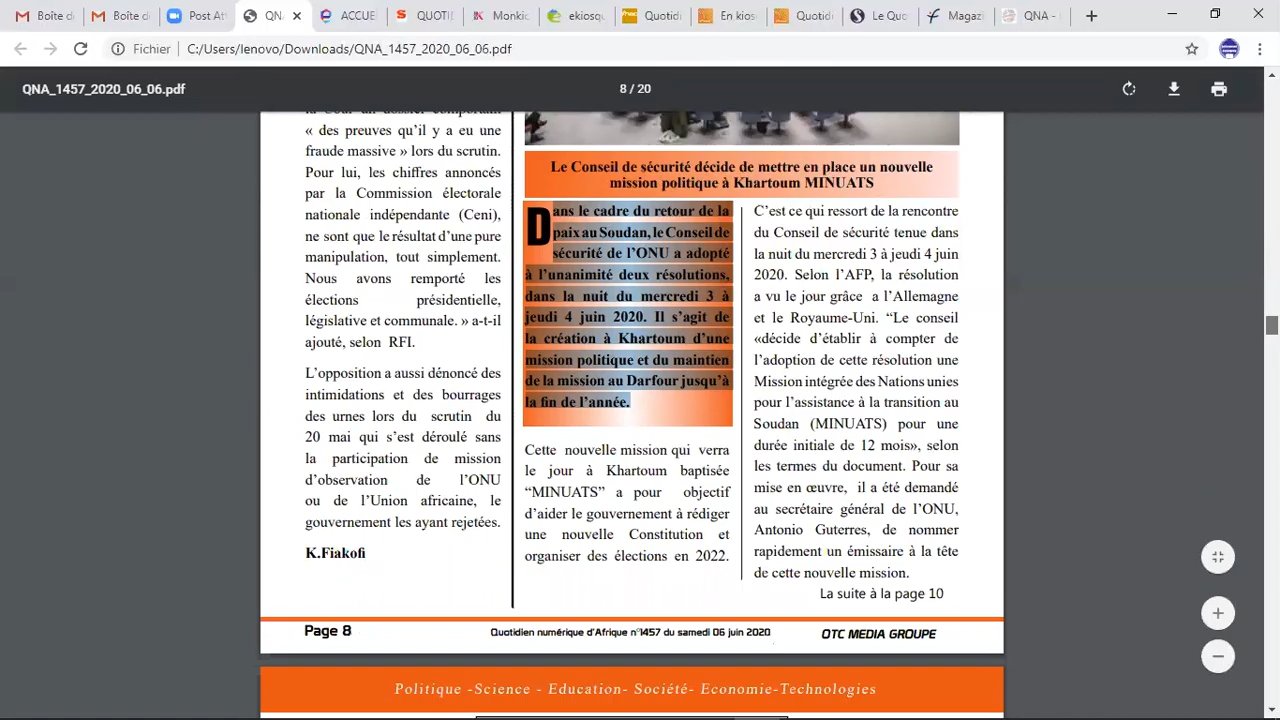 Boîte d
Boîte d
Post Att
QNA
ACCUE
QUOTI
Monkic
ekiosqu
Quotidi
En kios
Quotid
Le Quo
Magazi
QNA -
Fichier
C:/Users/lenovo/Downloads/QNA_1457_2020_06_06.pdf
QNA_1457_2020_06_06.pdf
8 / 20
« des preuves qu'il y a eu une
fraude massive » lors du scrutin.
Pour lui, les chiffres annoncés
par la Commission électorale
nationale indépendante (Ceni),
ne sont que le résultat d'une pure
manipulation, tout simplement.
Nous avons remporté les
élections présidentielle,
législative et communale. » a-t-il
ajouté, selon RFI.
L'opposition a aussi dénoncé des
intimidations et des bourrages
des urnes lors du scrutin du
20 mai qui s'est déroulé sans
la participation de mission
d'observation de l'ONU
ou de l'Union africaine, le
gouvernement les ayant rejetées.
K.Fiakofi
Le Conseil de sécurité décide de mettre en place un nouvelle
mission politique à Khartoum MINUATS
Dans le cadre du retour de la
paix au Soudan, le Conseil de
sécurité de l'ONU a adopté
à l'unanimité deux résolutions,
dans la nuit du mercredi 3 à
jeudi 4 juin 2020. Il s'agit de
la création à Khartoum d'une
mission politique et du maintien
de la mission au Darfour jusqu'à
la fin de l'année.
Cette nouvelle mission qui verra
le jour à Khartoum baptisée
“MINUATS” a pour objectif
d'aider le gouvernement à rédiger
une nouvelle Constitution et
organiser des élections en 2022.
C'est ce qui ressort de la rencontre
du Conseil de sécurité tenue dans
la nuit du mercredi 3 à jeudi 4 juin
2020. Selon l'AFP, la résolution
a vu le jour grâce a l'Allemagne
et le Royaume-Uni. “Le conseil
«décide d'établir à compter de
l'adoption de cette résolution une
Mission intégrée des Nations unies
pour l'assistance à la transition au
Soudan (MINUATS) pour une
durée initiale de 12 mois», selon
les termes du document. Pour sa
mise en œuvre, il a été demandé
au secrétaire général de l'ONU,
Antonio Guterres, de nommer
rapidement un émissaire à la tête
de cette nouvelle mission.
La suite à la page 10
Page 8
Quotidien numérique d'Afrique n°1457 du samedi 06 juin 2020
OTC MEDIA GROUPE
Politique -Science - Education- Société- Economie-Technologies